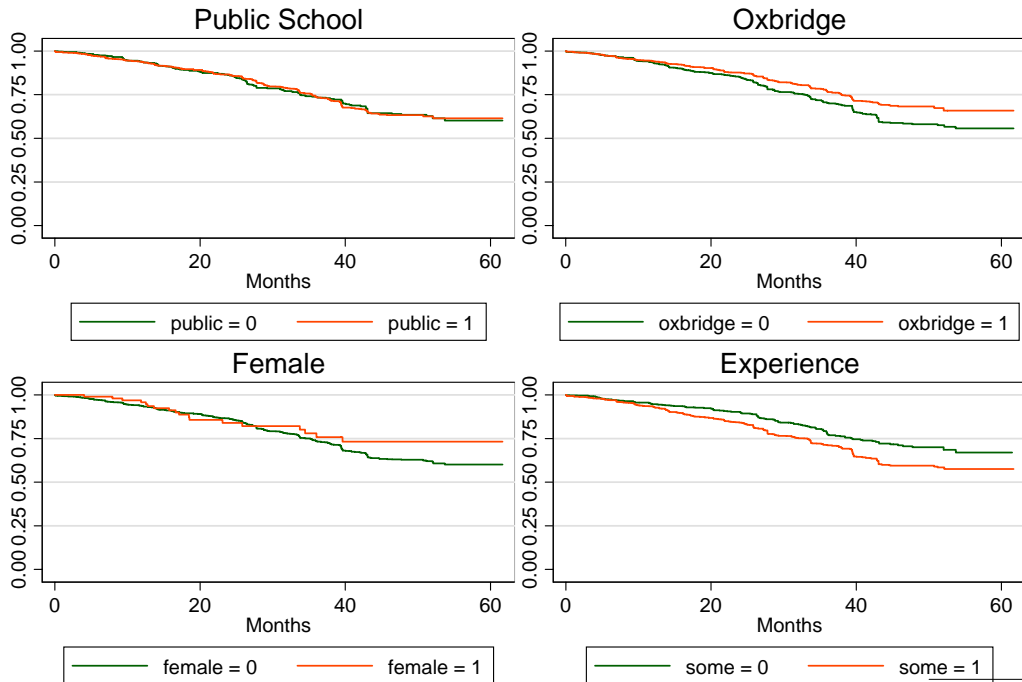 Public School
1.00
0.75
0.50
0.25
0.00
0 20 40 60
Months
public = 0 public = 1
Oxbridge
1.00
0.75
0.50
0.25
0.00
0 20 40 60
Months
oxbridge = 0 oxbridge = 1
Female
1.00
0.75
0.50
0.25
0.00
0 20 40 60
Months
female = 0 female = 1
Experience
1.00
0.75
0.50
0.25
0.00
0 20 40 60
Months
some = 0 some = 1